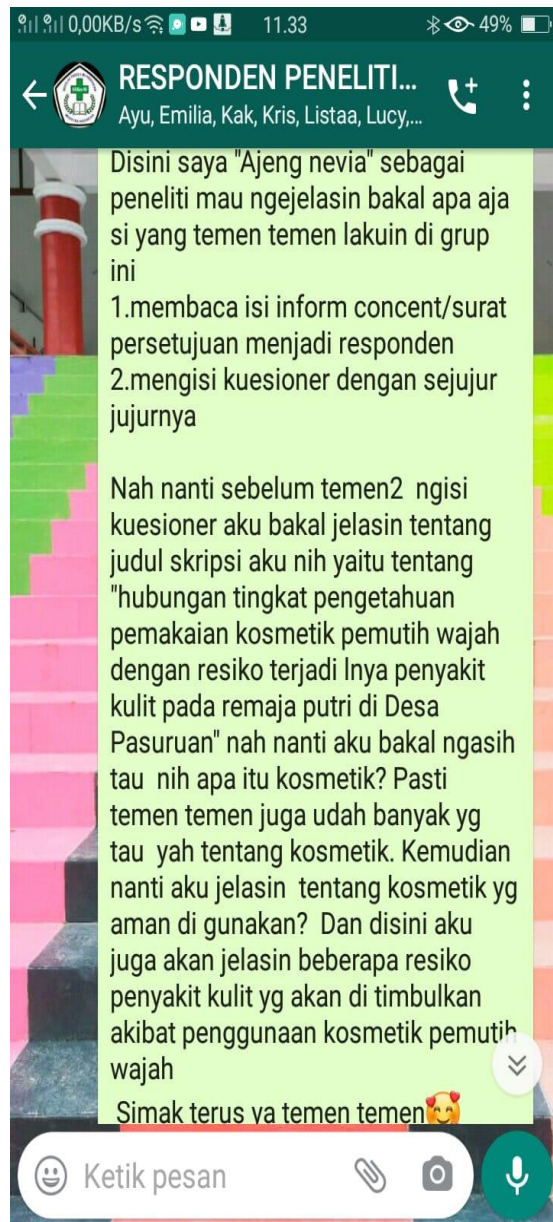 0,00KB/s 11.33 49%
RESPONDEN PENELITI...
Ayu, Emilia, Kak, Kris, Listaa, Lucy,...
Disini saya "Ajeng nevia" sebagai
peneliti mau ngejelasin bakal apa aja
si yang temen temen lakuin di grup
ini
1.membaca isi inform concent/surat
persetujuan menjadi responden
2.mengisi kuesioner dengan sejujur
jujurnya
Nah nanti sebelum temen2 ngisi
kuesioner aku bakal jelasin tentang
judul skripsi aku nih yaitu tentang
"hubungan tingkat pengetahuan
pemakaian kosmetik pemutih wajah
dengan resiko terjadi Inya penyakit
kulit pada remaja putri di Desa
Pasuruan" nah nanti aku bakal ngasih
tau nih apa itu kosmetik? Pasti
temen temen juga udah banyak yg
tau yah tentang kosmetik. Kemudian
nanti aku jelasin tentang kosmetik yg
aman di gunakan? Dan disini aku
juga akan jelasin beberapa resiko
penyakit kulit yg akan di timbulkan
akibat penggunaan kosmetik pemutih
wajah
Simak terus ya temen temen🥰
Ketik pesan